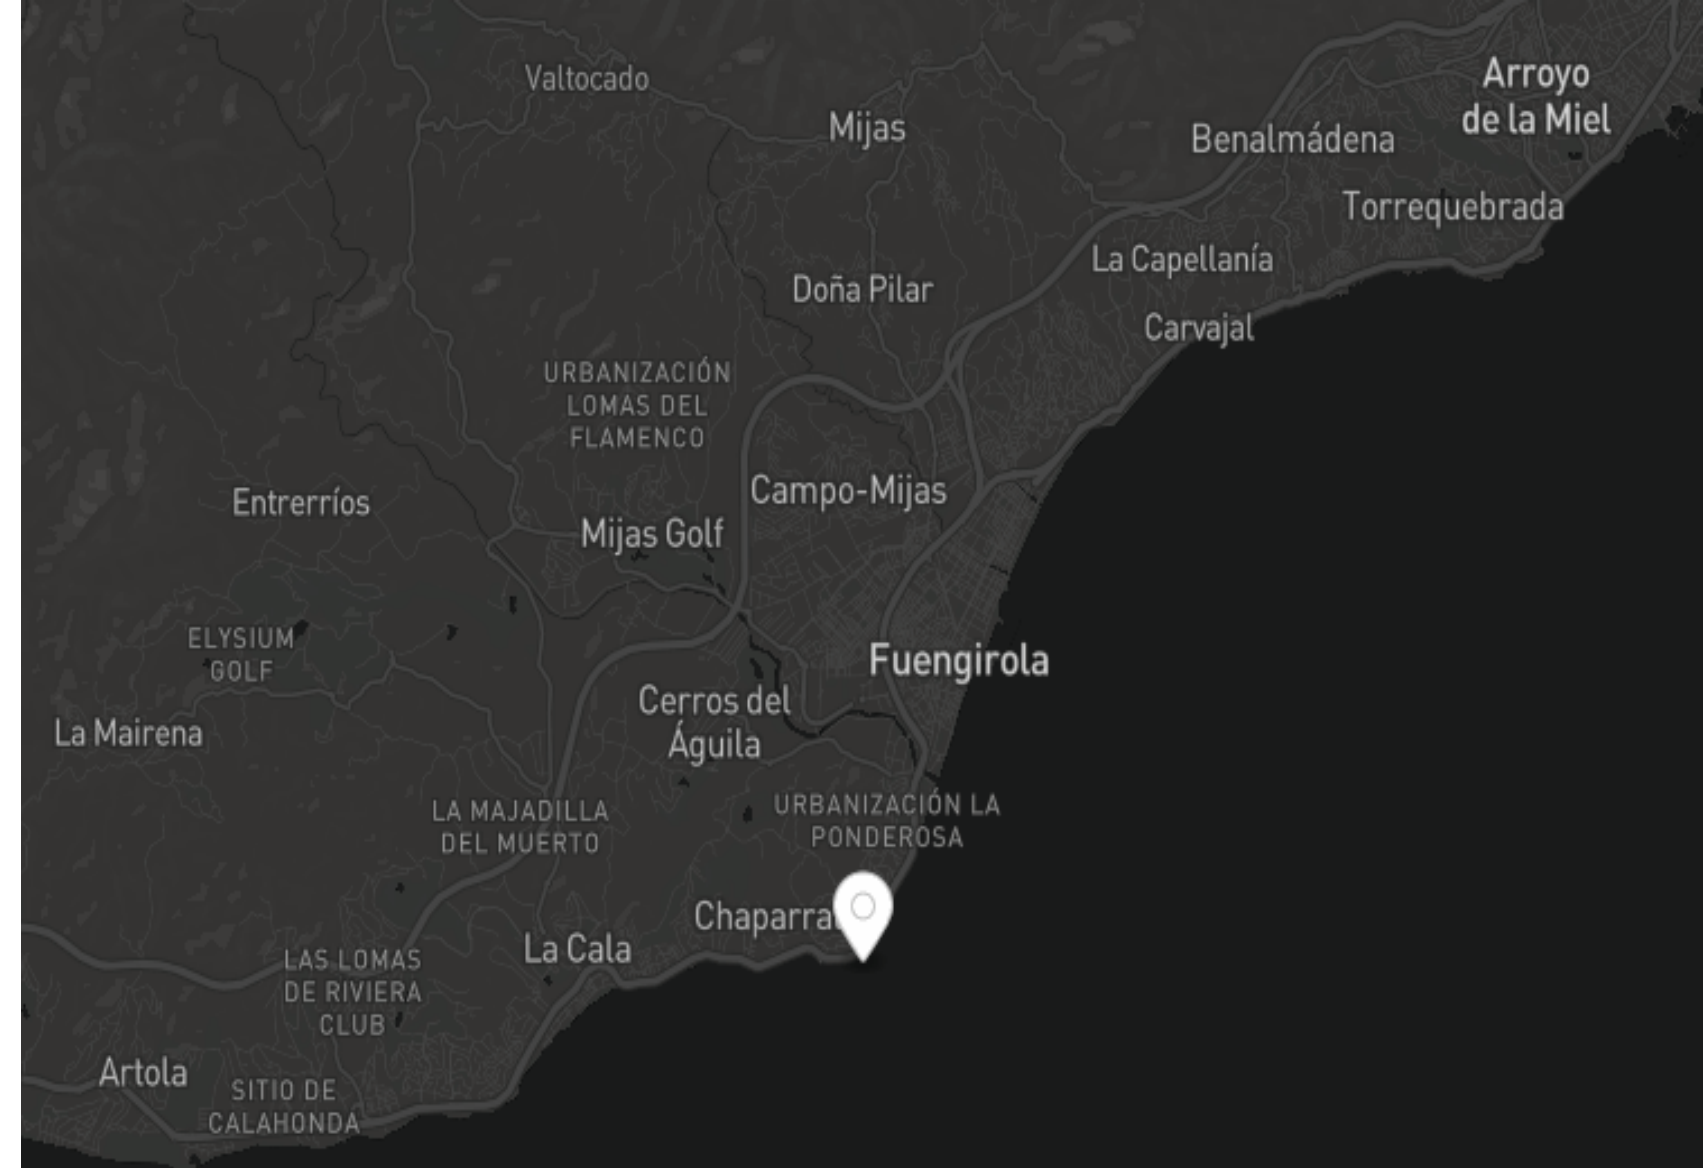 Arroyo
de la Miel
Valtocado
Mijas
Benalmádena
Torrequebrada
La Capellanía
Doña Pilar
Carvajal
URBANIZACIÓN
LOMAS DEL
FLAMENCO
Campo-Mijas
Entrerríos
Mijas Golf
ELYSIUM
GOLF
Fuengirola
Cerros del
Águila
La Mairena
LA MAJADILLA
DEL MUERTO
URBANIZACIÓN LA
PONDEROSA
Chaparral
La Cala
LAS LOMAS
DE RIVIERA
CLUB
Artola
SITIO DE
CALAHONDA